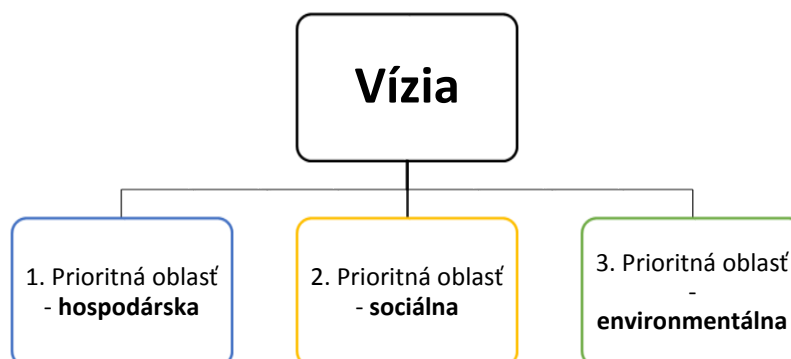 Vízia
1. Prioritná oblasť
- hospodárska
2. Prioritná oblasť
- sociálna
3. Prioritná oblasť
-
environmentálna